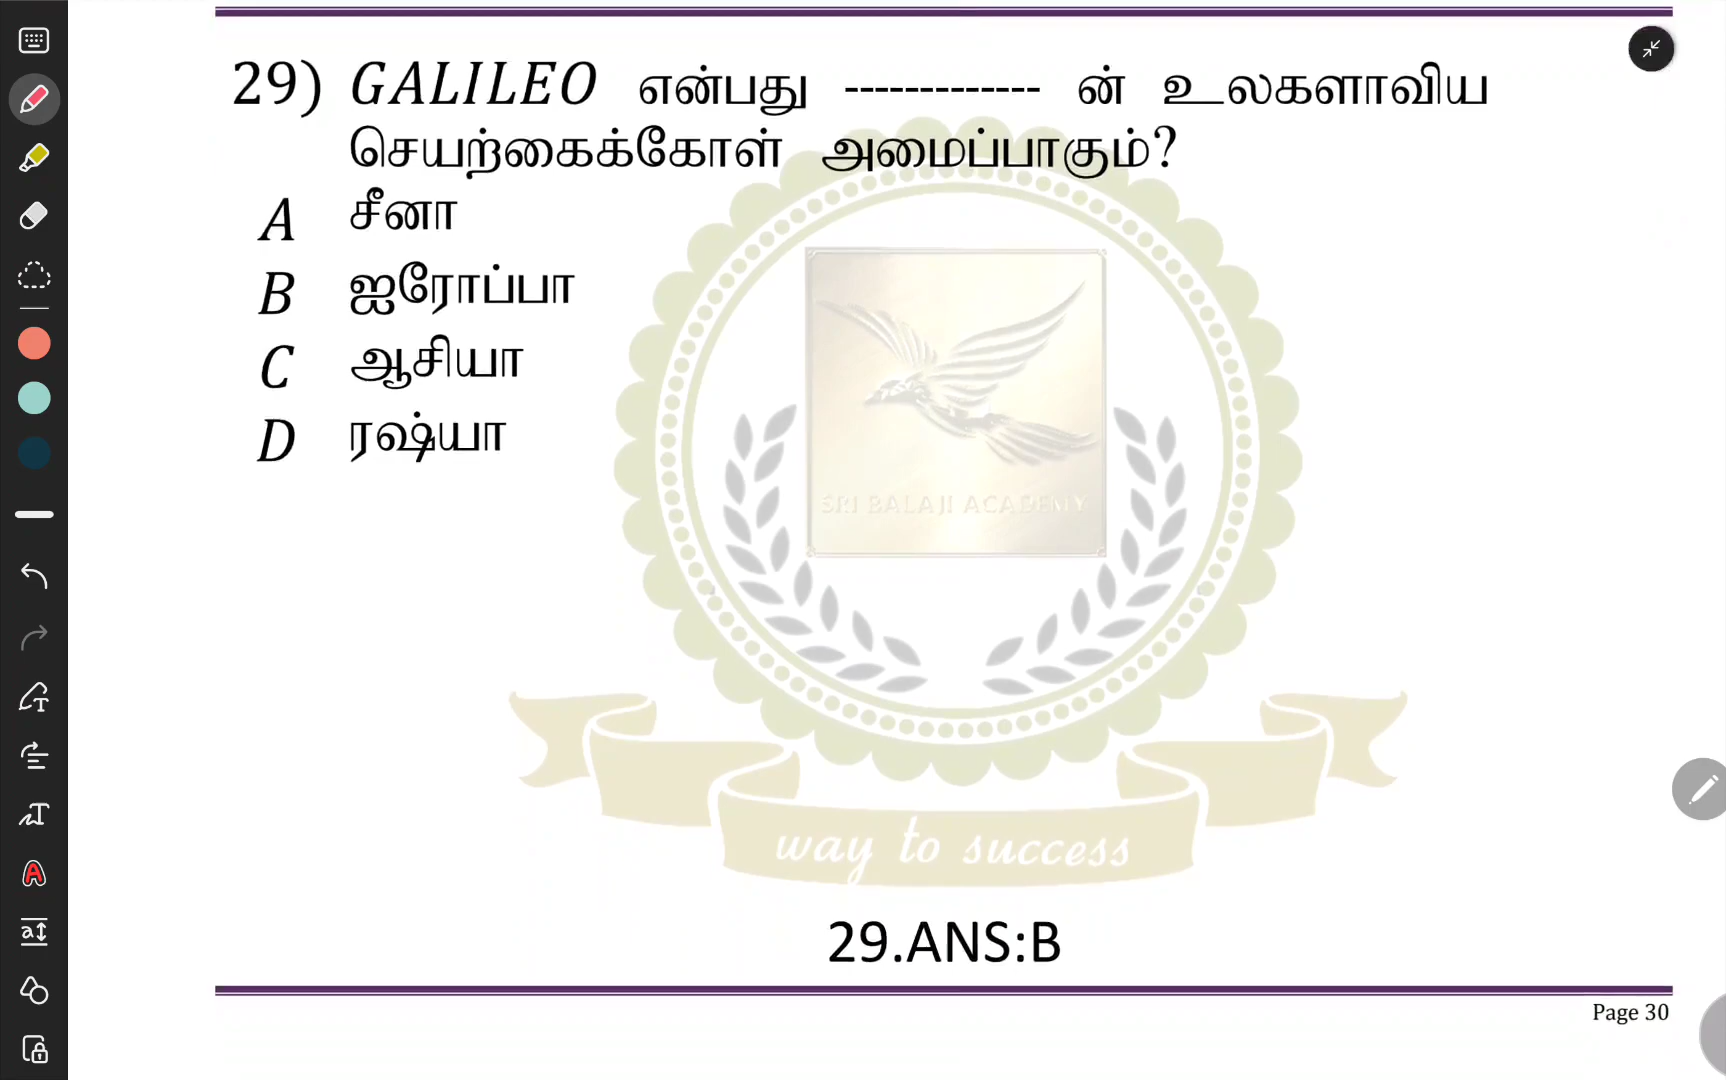 29) GALILEO என்பது ------------- ன் உலகளாவிய
செயற்கைக்கோள் அமைப்பாகும்?
A சீனா
B ஐரோப்பா
C ஆசியா
D ரஷ்யா
SRI BALAJI ACADEMY
way to success
29.ANS:B
Page 30